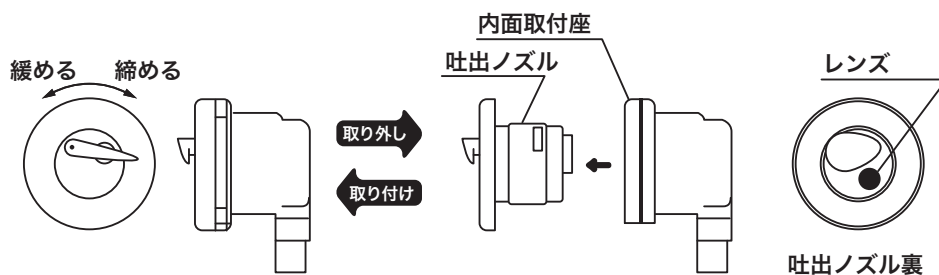 内面取付座
吐出ノズル
レンズ
緩める 締める
取り外し
取り付け
吐出ノズル裏